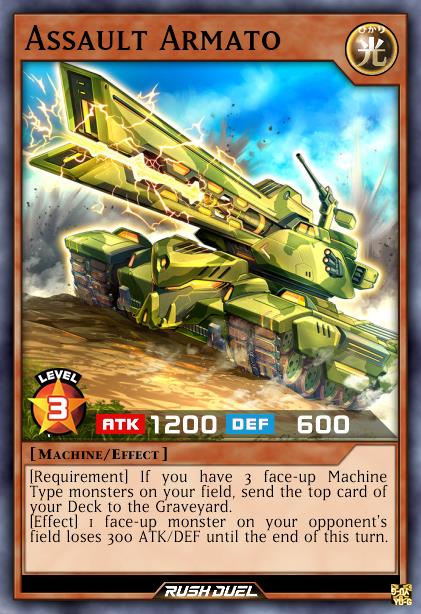 Assault Armato
ひかり
光
LEVEL
3
ATK 1200 DEF 600
[Machine/Effect]
[Requirement] If you have 3 face-up Machine
Type monsters on your field, send the top card of
your Deck to the Graveyard.
[Effect] 1 face-up monster on your opponent's
field loses 300 ATK/DEF until the end of this turn.
RUSH DUEL